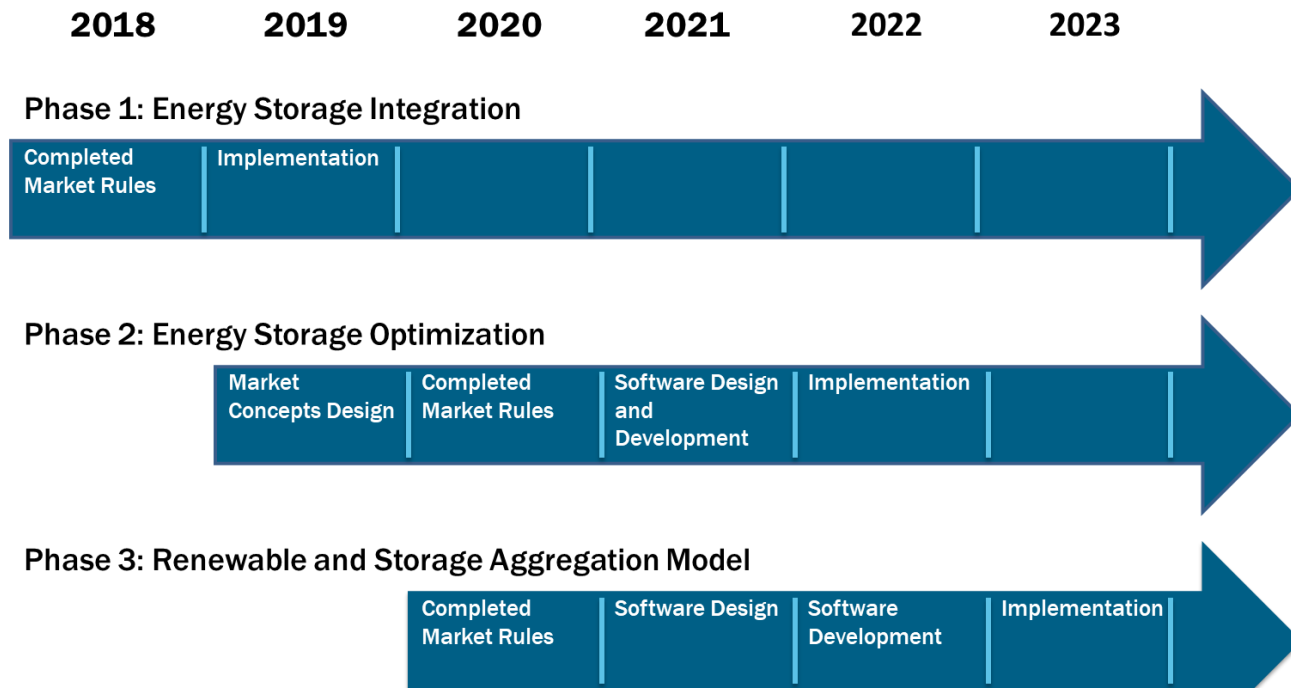 2018 2019 2020 2021 2022 2023
Phase 1: Energy Storage Integration
Completed
Market Rules
Implementation
Phase 2: Energy Storage Optimization
Market
Concepts Design
Completed
Market Rules
Software Design
and
Development
Implementation
Phase 3: Renewable and Storage Aggregation Model
Completed
Market Rules
Software Design
Software
Development
Implementation